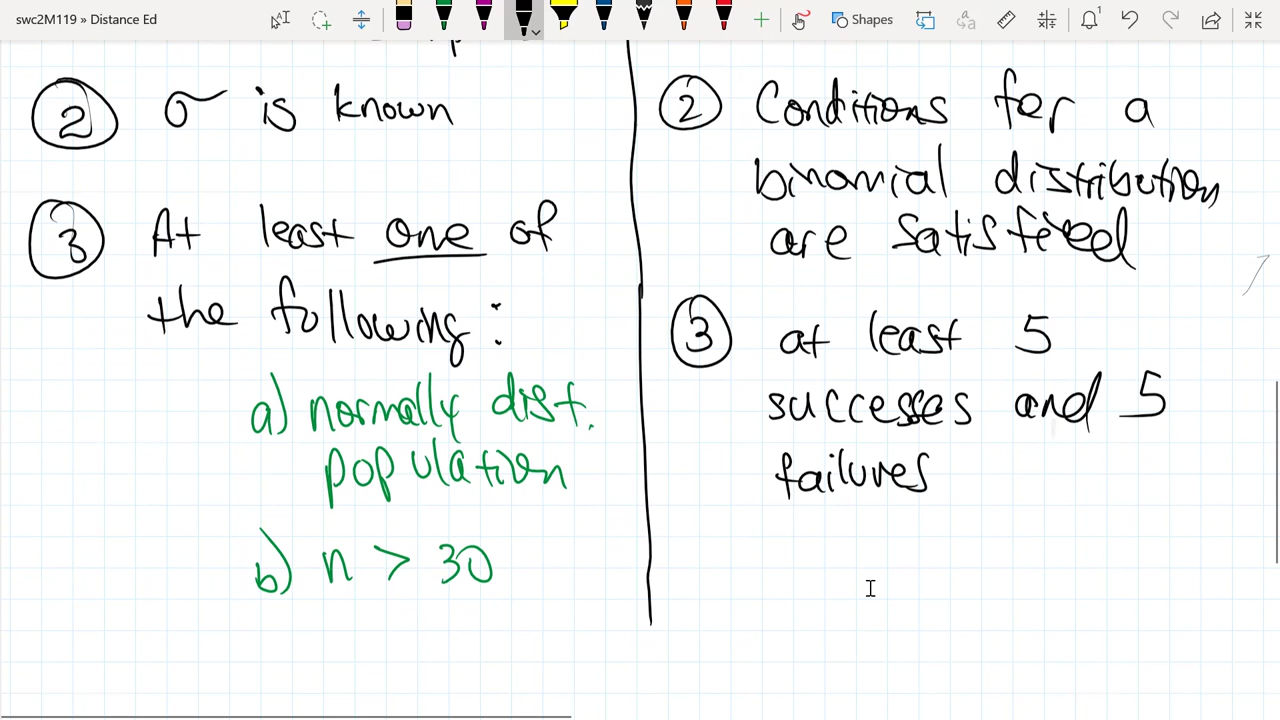 swc2M119 » Distance Ed
Shapes
② σ is known
③ At least one of
the following:
a) normally dist.
population
b) n > 30
② Conditions for a
binomial distribution
are satisfied
③ at least 5
successes and 5
failures